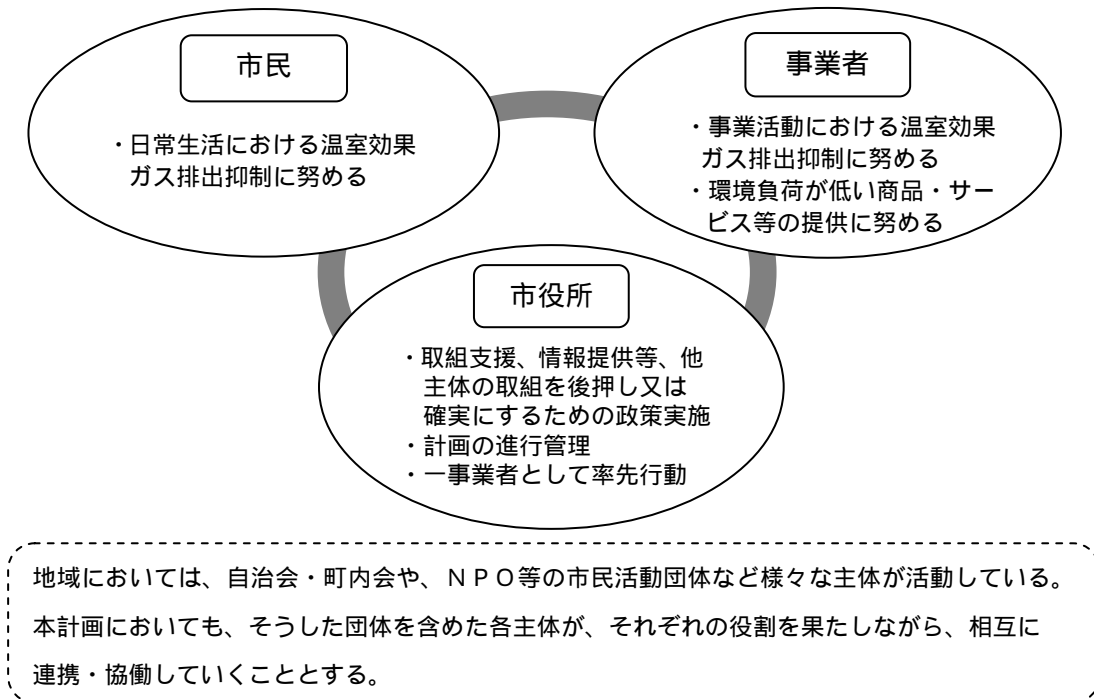 市民
・日常生活における温室効果
ガス排出抑制に努める
事業者
・事業活動における温室効果
ガス排出抑制に努める
・環境負荷が低い商品・サー
ビス等の提供に努める
市役所
・取組支援、情報提供等、他
主体の取組を後押し又は
確実にするための政策実施
・計画の進行管理
・一事業者として率先行動
地域においては、自治会・町内会や、ＮＰＯ等の市民活動団体など様々な主体が活動している。
本計画においても、そうした団体を含めた各主体が、それぞれの役割を果たしながら、相互に
連携・協働していくこととする。